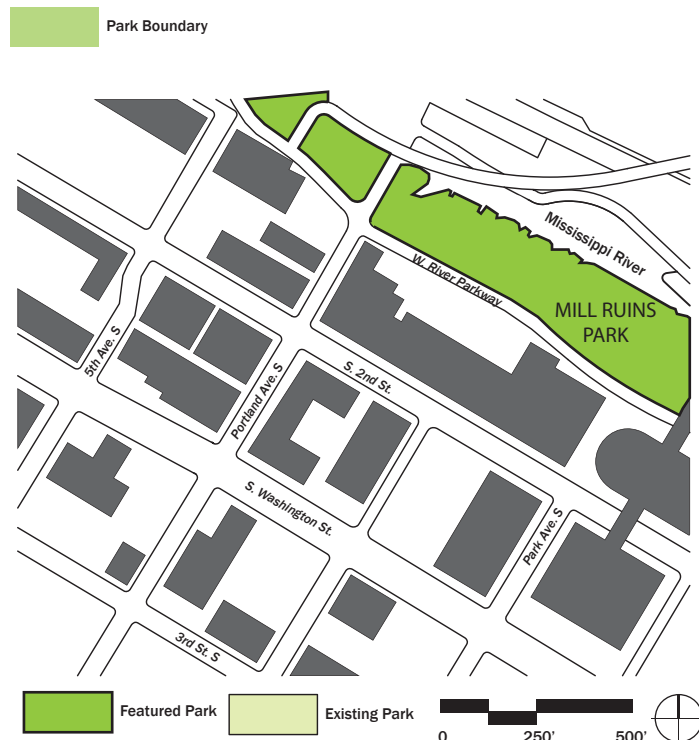 Park Boundary
Mississippi River
W. River Parkway
MILL RUINS
PARK
5th Ave. S
Portland Ave. S
S. 2nd St.
S. Washington St.
Park Ave. S
3rd St. S
Featured Park
Existing Park
0
250'
500'